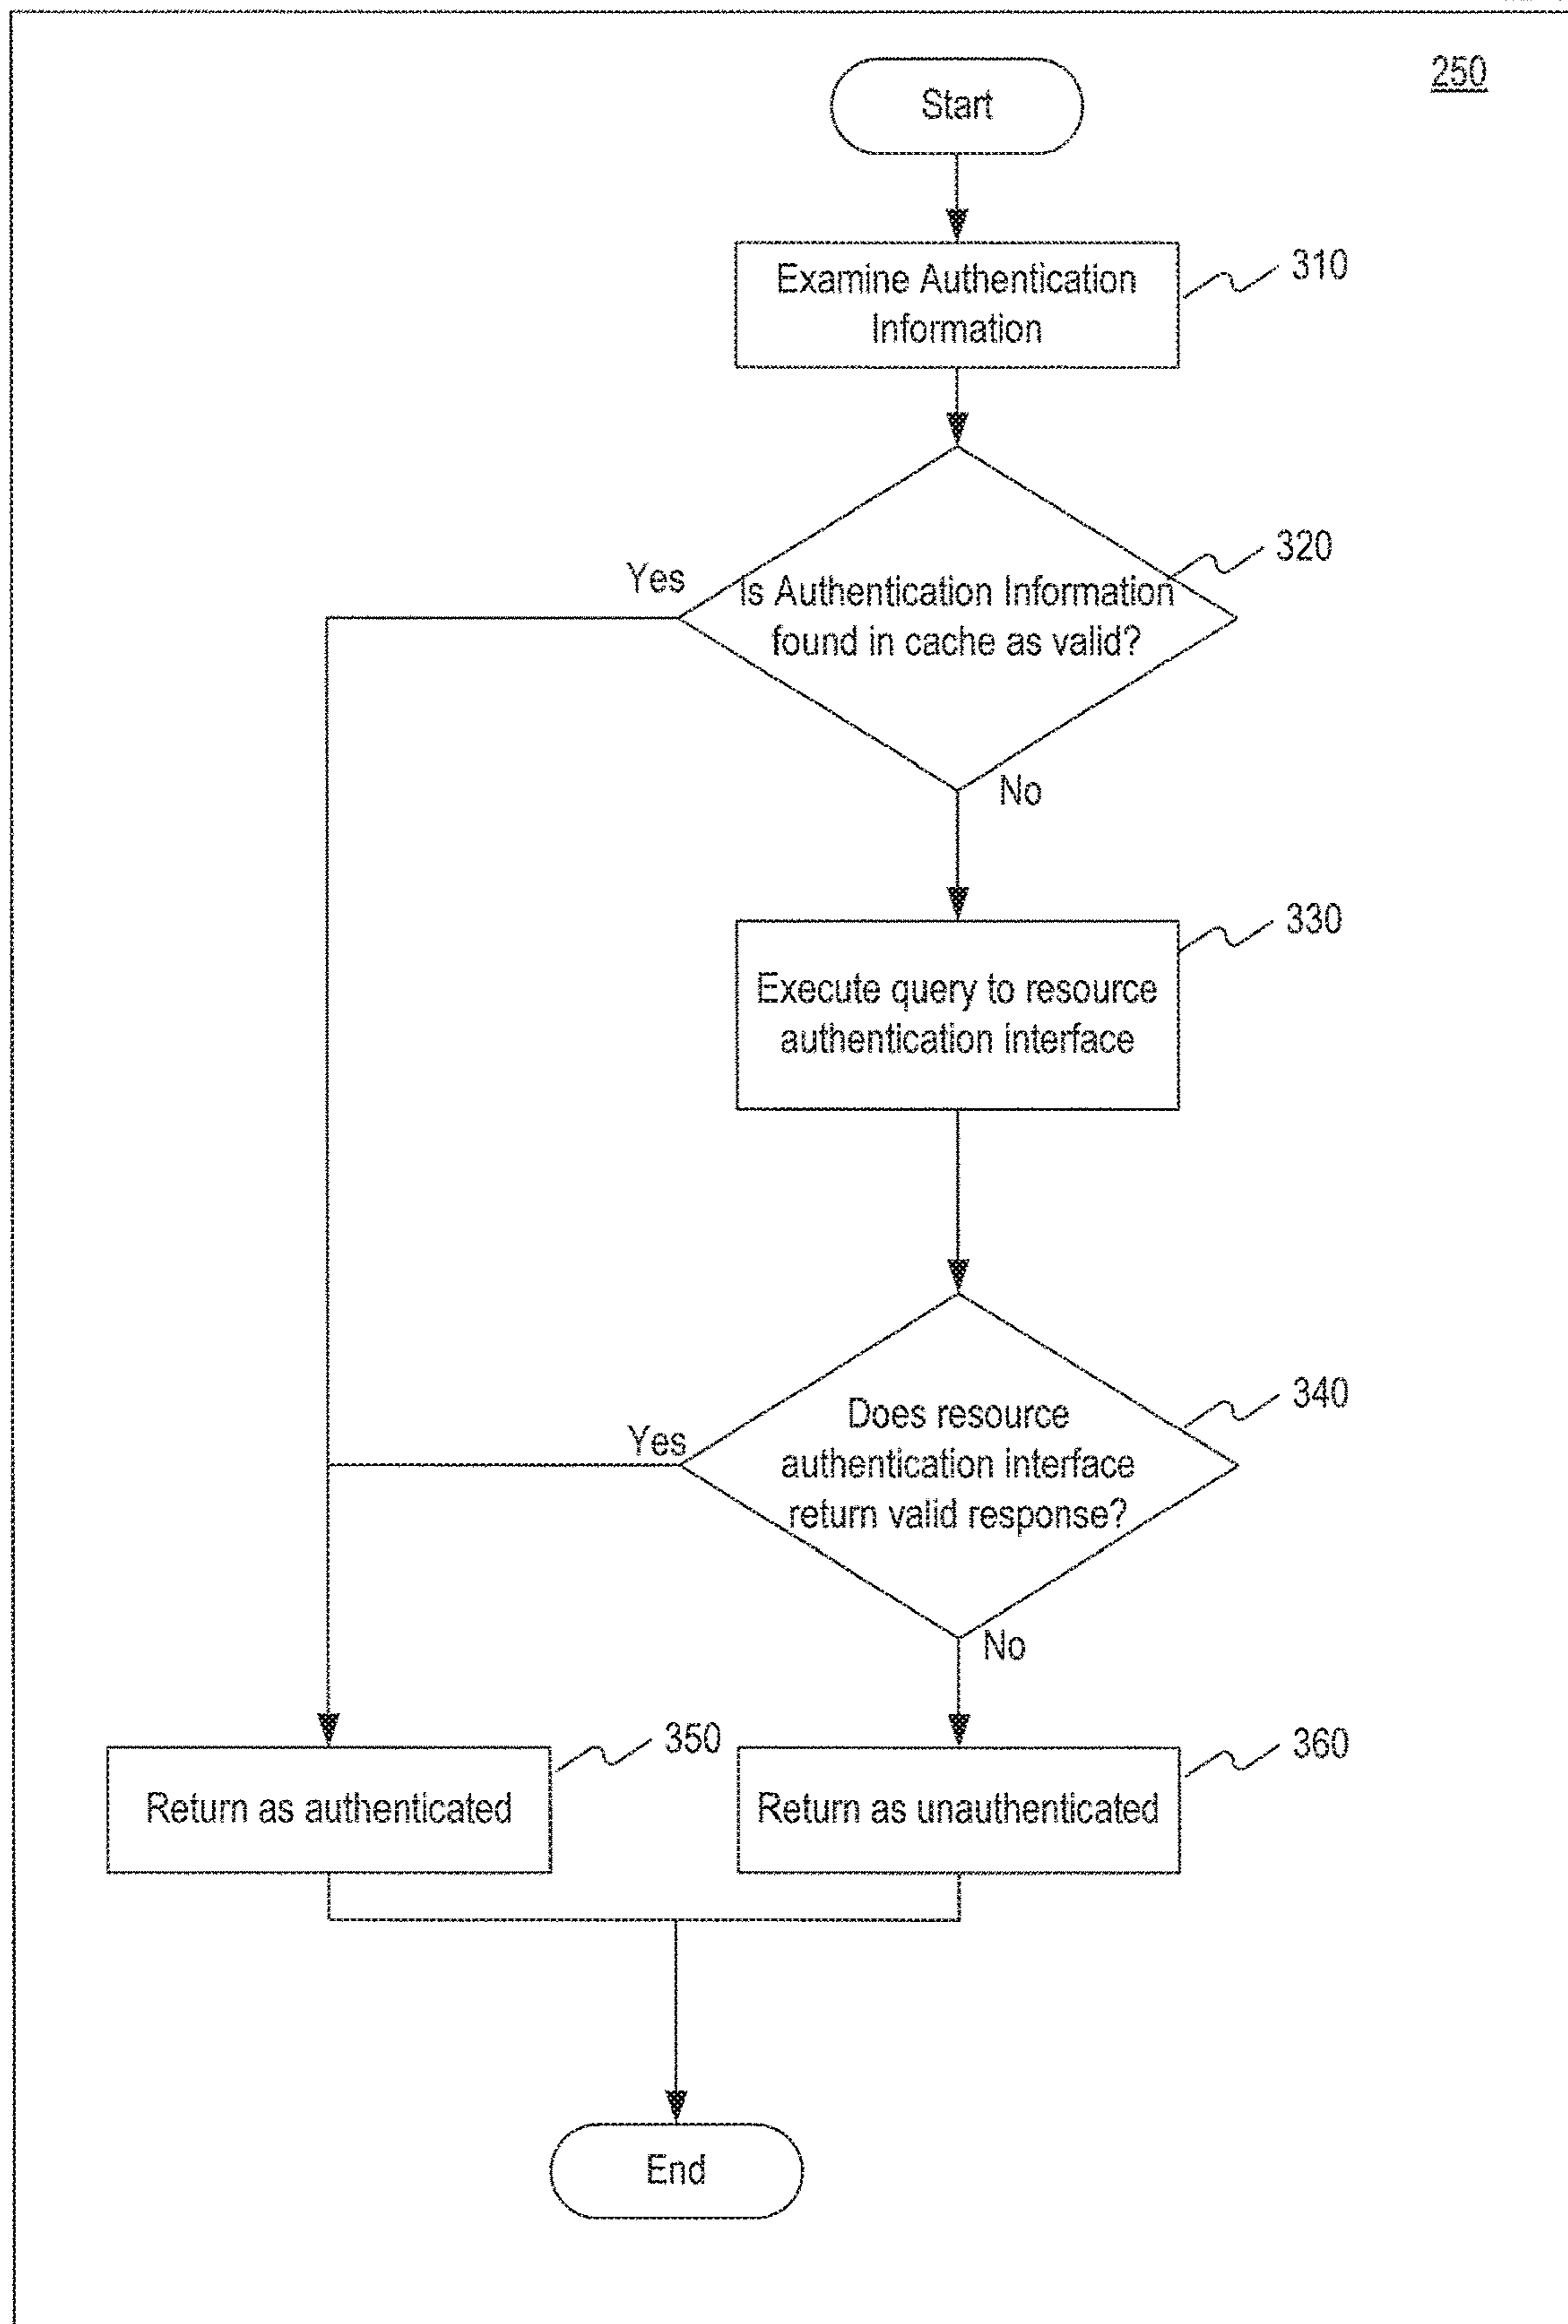 250
Start
Examine Authentication
Information
310
Is Authentication Information
found in cache as valid?
320
Yes
No
Execute query to resource
authentication interface
330
Does resource
authentication interface
return valid response?
340
Yes
No
Return as authenticated
350
Return as unauthenticated
360
End